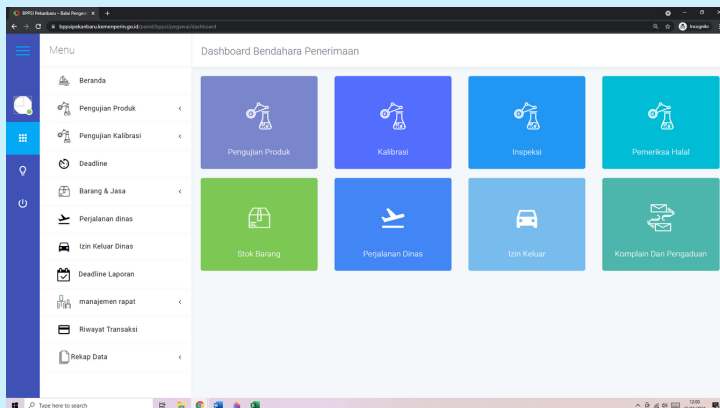 BPPSI Pekanbaru – Balai Pengem
bppsipekanbaru.kemenperin.go.id/panel/bppsi/pegawai/dashboard
Incognito
Menu
Dashboard Bendahara Penerimaan
Beranda
Pengujian Produk
Pengujian Kalibrasi
Deadline
Barang & Jasa
Perjalanan dinas
Izin Keluar Dinas
Deadline Laporan
manajemen rapat
Riwayat Transaksi
Rekap Data
Pengujian Produk
Kalibrasi
Inspeksi
Pemeriksa Halal
Stok Barang
Perjalanan Dinas
Izin Keluar
Komplain Dan Pengaduan
Type here to search
12:00